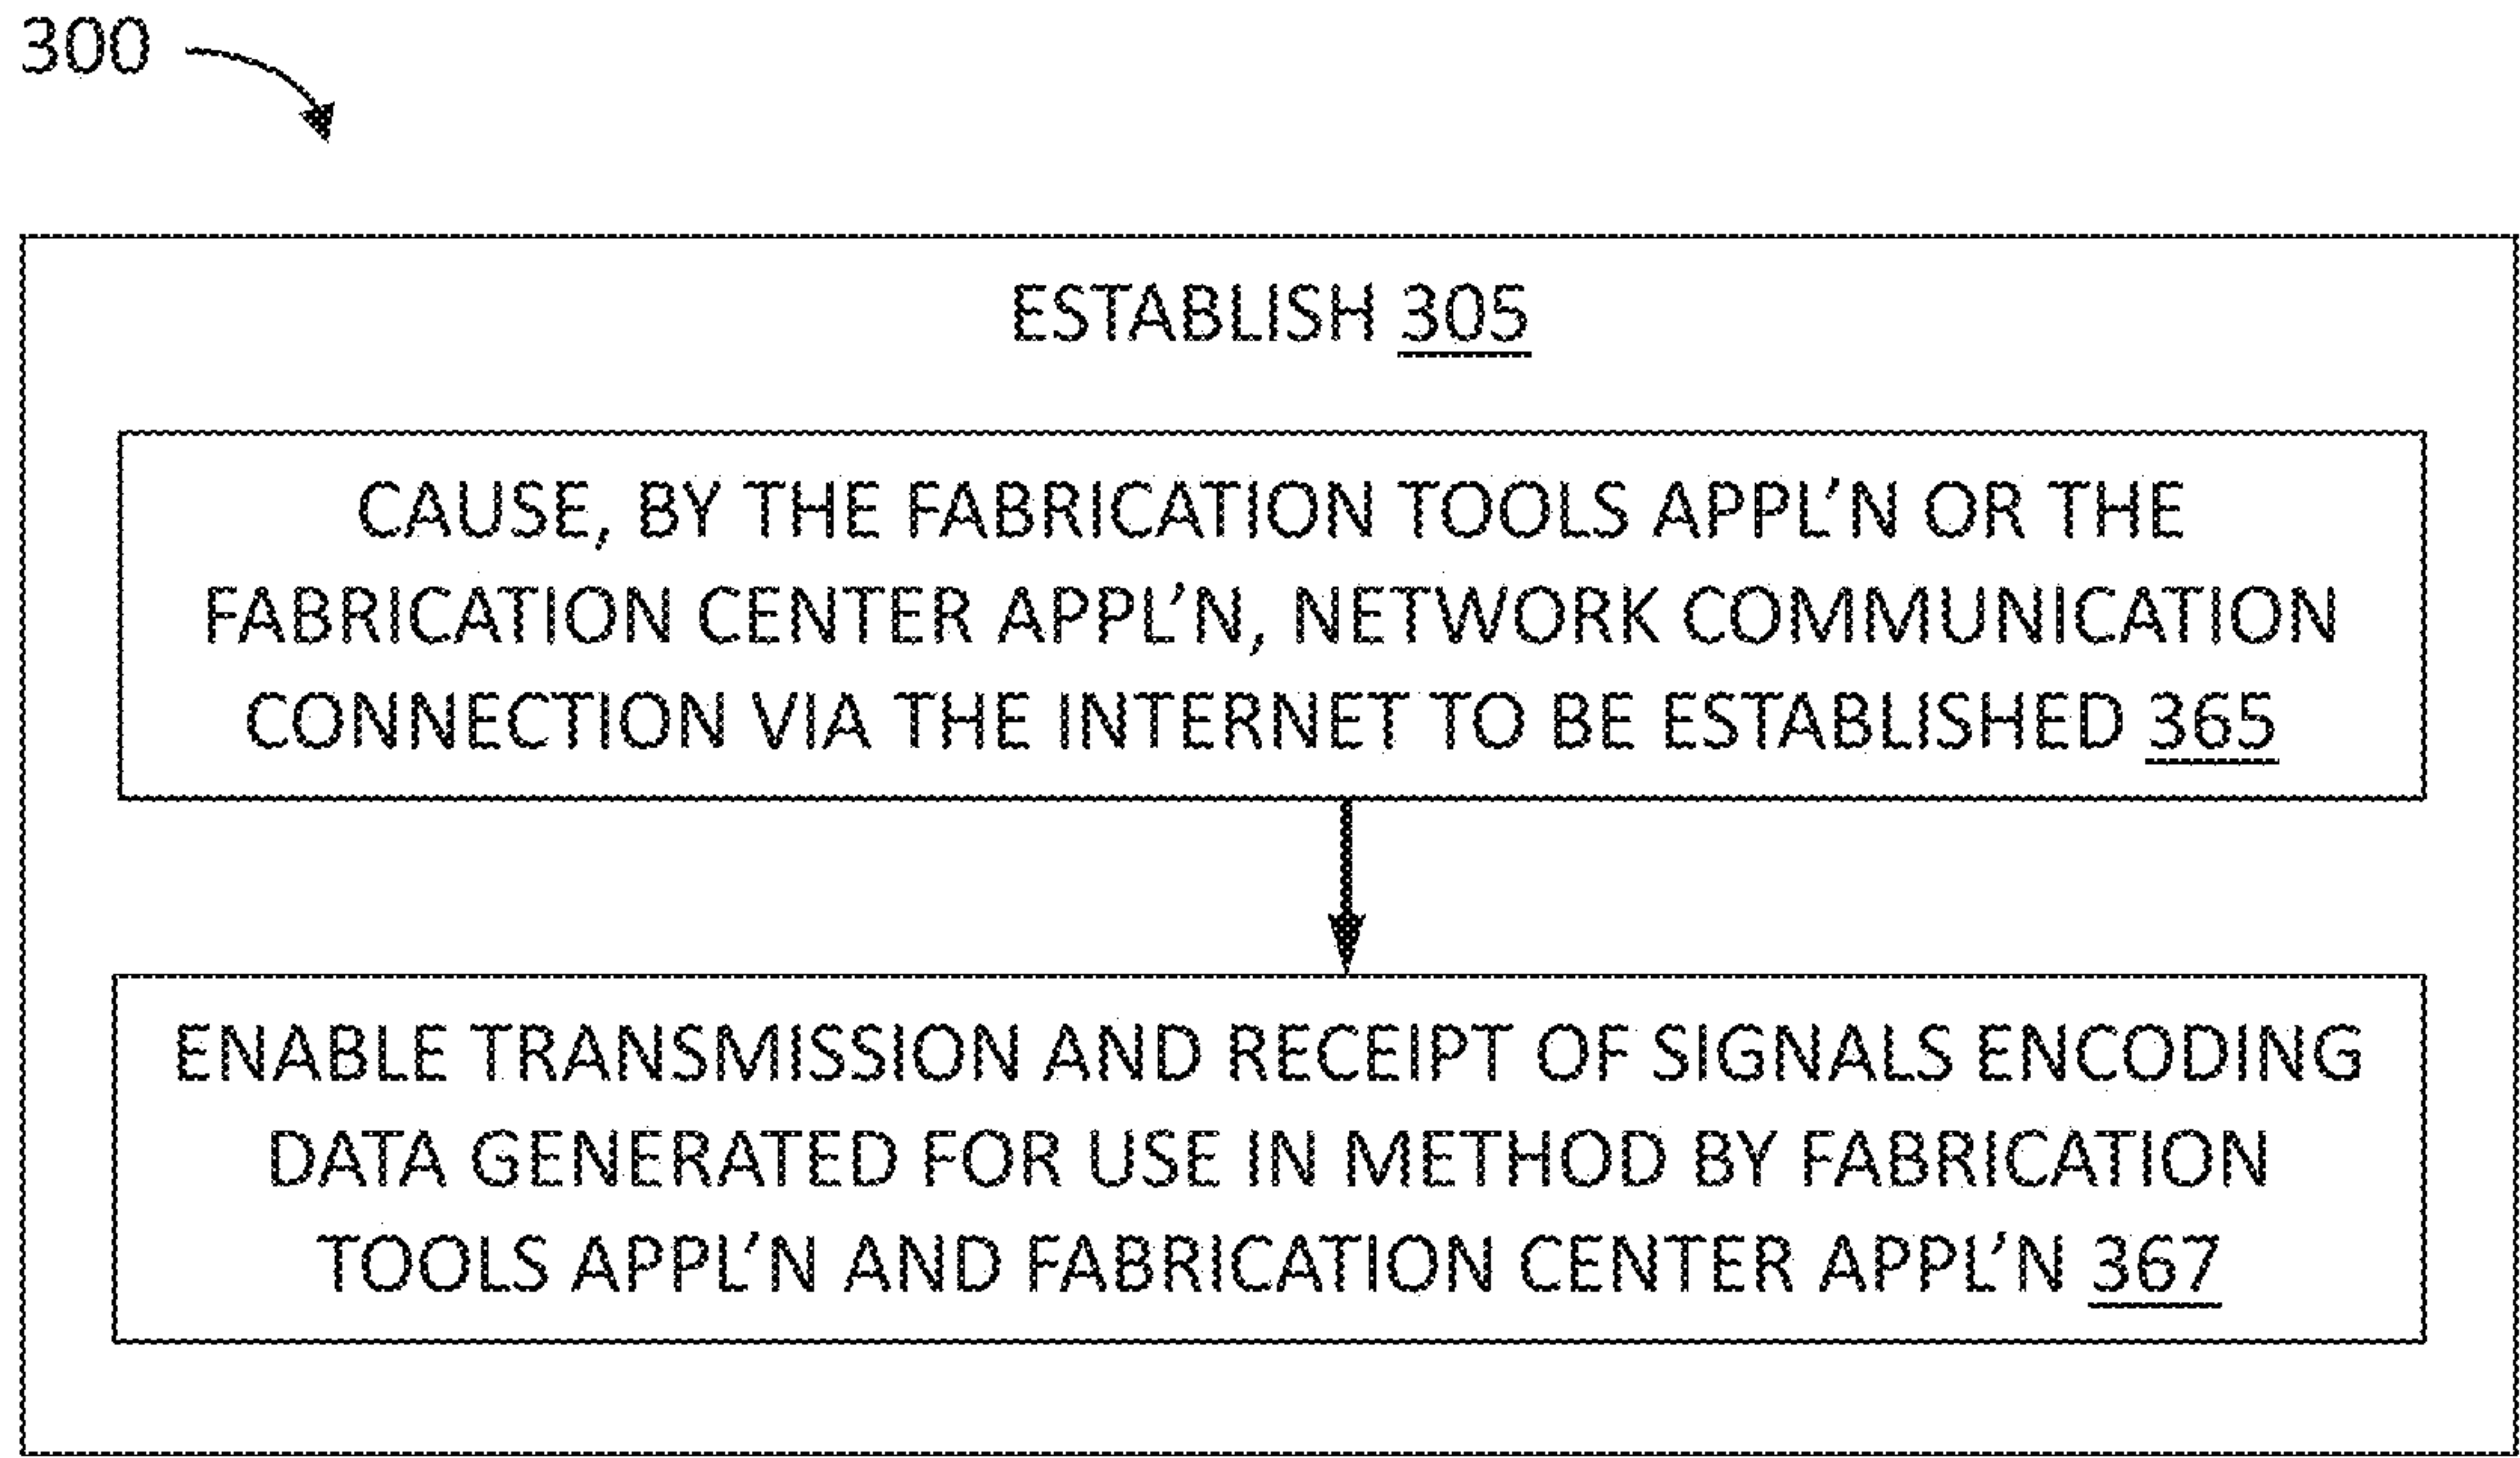 300
ESTABLISH 305
CAUSE, BY THE FABRICATION TOOLS APPL’N OR THE
FABRICATION CENTER APPL’N, NETWORK COMMUNICATION
CONNECTION VIA THE INTERNET TO BE ESTABLISHED 365
ENABLE TRANSMISSION AND RECEIPT OF SIGNALS ENCODING
DATA GENERATED FOR USE IN METHOD BY FABRICATION
TOOLS APPL’N AND FABRICATION CENTER APPL’N 367